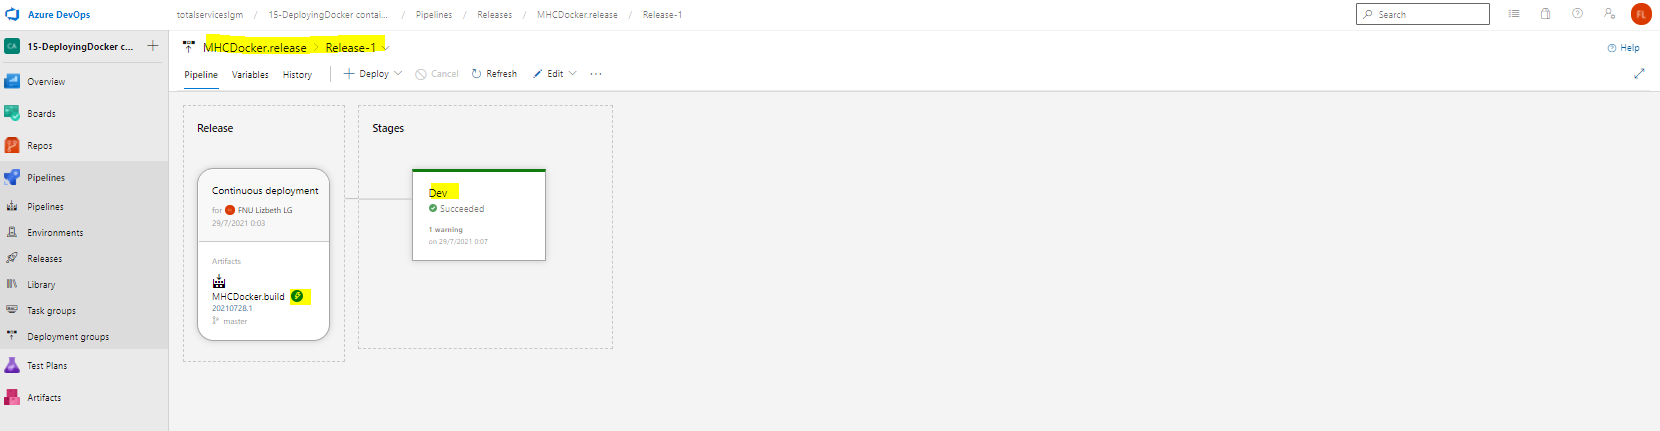 Azure DevOps
totalserviceslgm / 15-DeployingDocker contai... / Pipelines / Releases / MHCDocker.release / Release-1
Search
FL
CA 15-DeployingDocker c...
MHCDocker.release > Release-1
Help
Pipeline Variables History Deploy Cancel Refresh Edit ...
Overview
Boards
Repos
Pipelines
Pipelines
Environments
Releases
Library
Task groups
Deployment groups
Test Plans
Artifacts
Release
Continuous deployment
for FNU Lizbeth LG
29/7/2021 0:03
Artifacts
MHCDocker.build
20210728.1
master
Stages
Dev
Succeeded
1 warning
on 29/7/2021 0:07